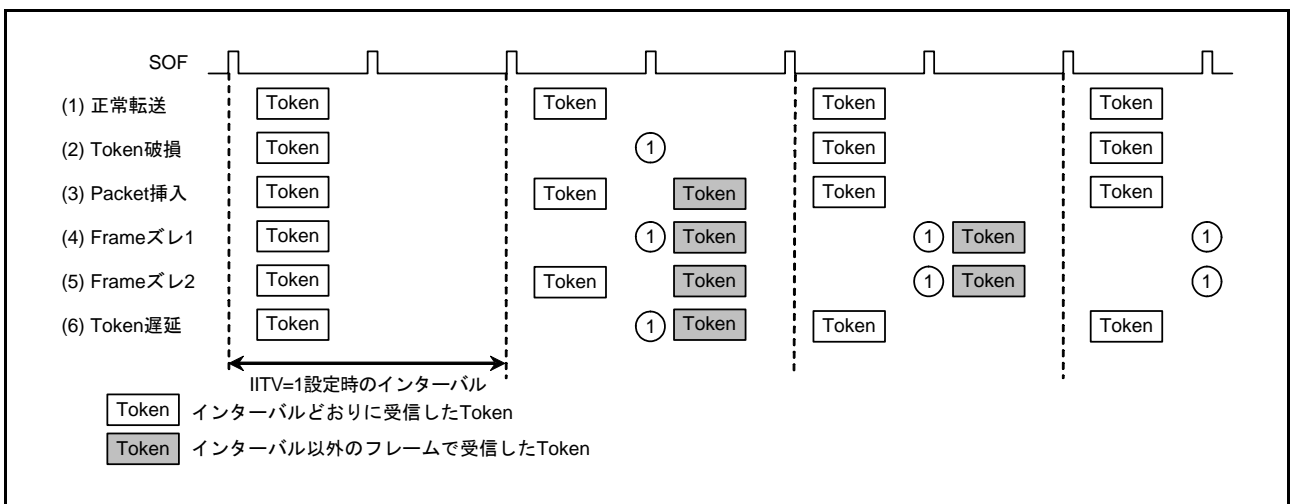 SOF
(1) 正常転送 Token Token Token Token
(2) Token破損 Token 1 Token Token
(3) Packet挿入 Token Token Token Token Token
(4) Frameズレ1 Token 1 Token 1 Token 1
(5) Frameズレ2 Token Token Token 1 Token 1
(6) Token遅延 Token 1 Token Token Token
IITV=1設定時のインターバル
Token インターバルどおりに受信したToken
Token インターバル以外のフレームで受信したToken